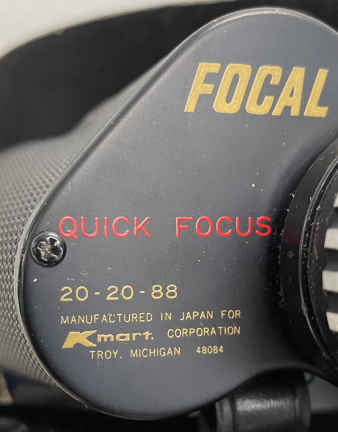 FOCAL
QUICK FOCUS
20-20-88
MANUFACTURED IN JAPAN FOR
Kmart. CORPORATION
TROY, MICHIGAN 48084